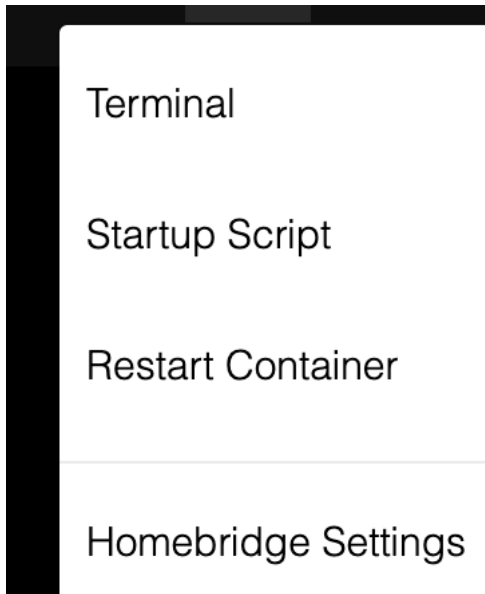 Terminal
Startup Script
Restart Container
Homebridge Settings